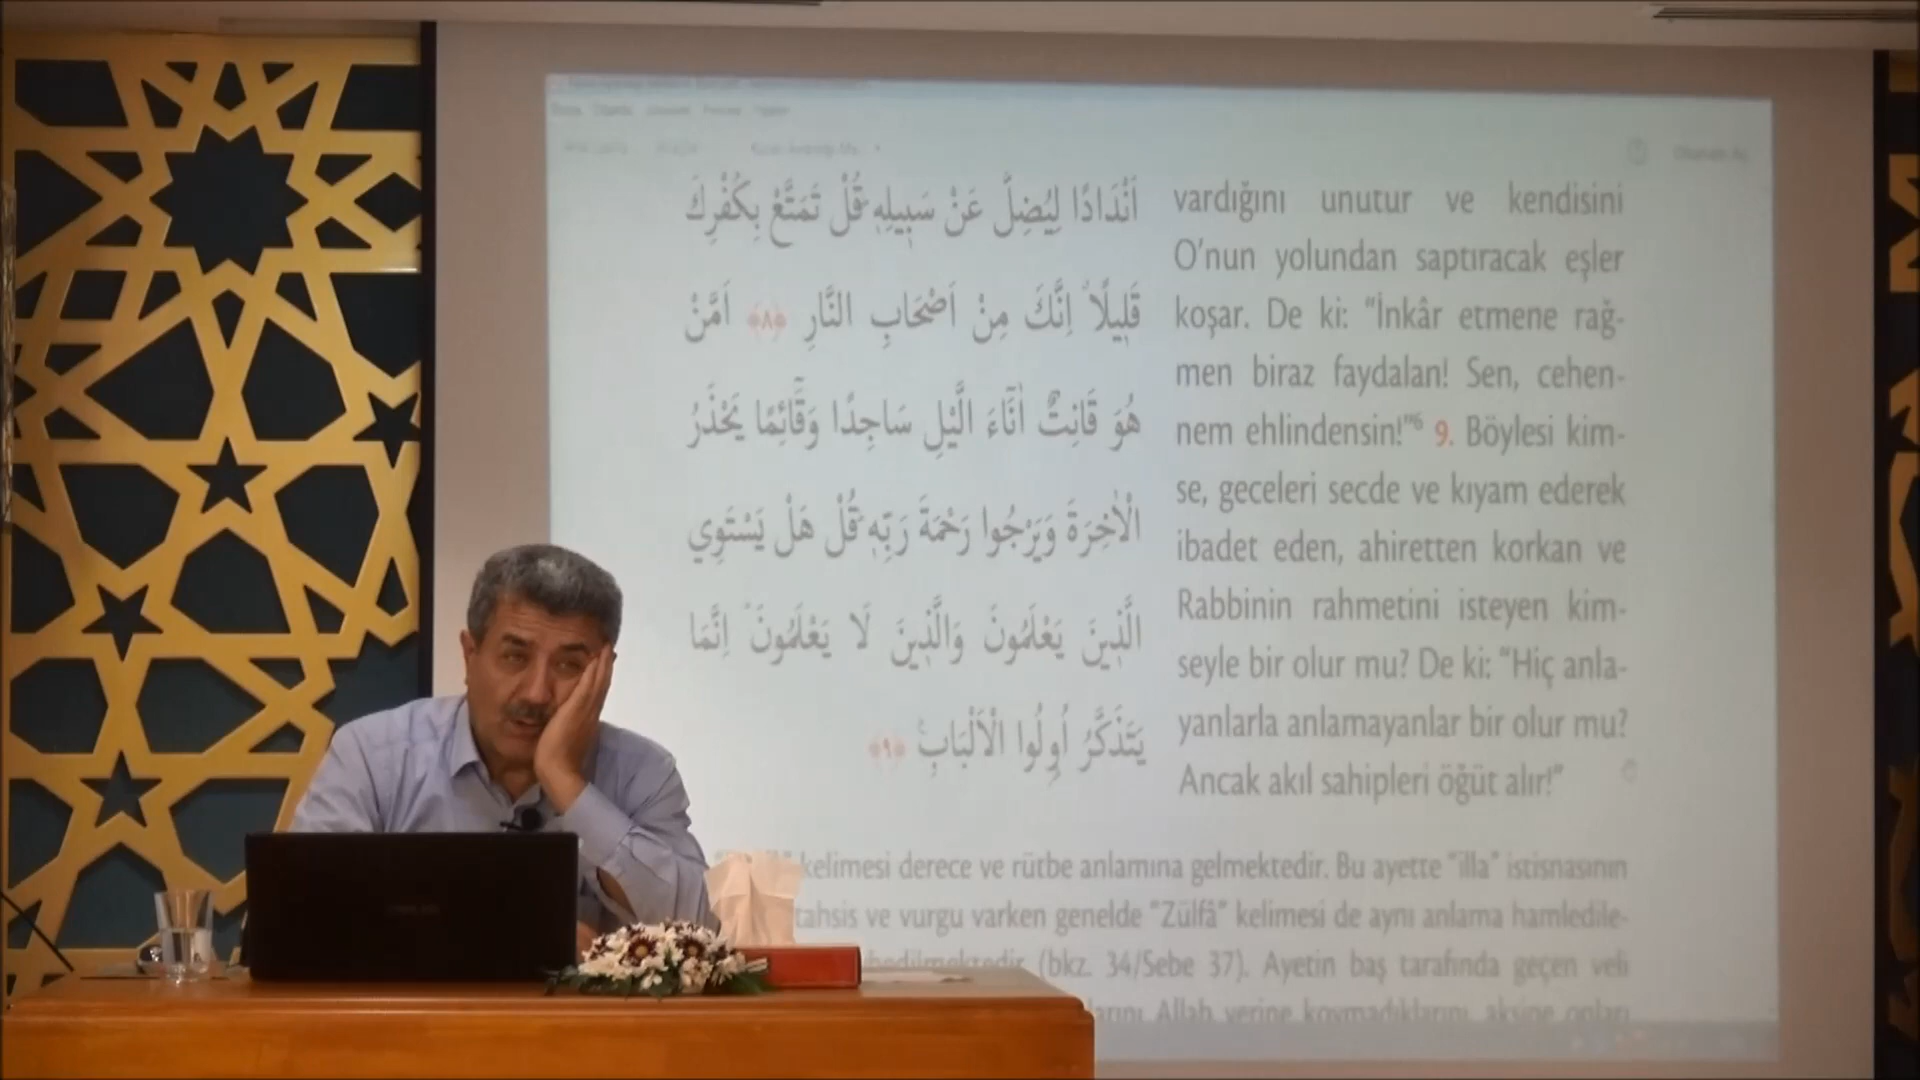 اَنْدَادًا لِيُضِلَّ عَنْ سَبٖيلِهٖ قُلْ تَمَتَّعْ بِكُفْرِكَ
قَلٖيلًا اِنَّكَ مِنْ اَصْحَابِ النَّارِ ﴿٨﴾ اَمَّنْ
هُوَ قَانِتٌ اٰنَٓاءَ الَّيْلِ سَاجِدًا وَقَٓائِمًا يَحْذَرُ
الْاٰخِرَةَ وَيَرْجُوا رَحْمَةَ رَبِّهٖ قُلْ هَلْ يَسْتَوِي
الَّذٖينَ يَعْلَمُونَ وَالَّذٖينَ لَا يَعْلَمُونَ اِنَّمَا
يَتَذَكَّرُ اُولُوا الْاَلْبَابِ ﴿٩﴾
vardığını unutur ve kendisini
O'nun yolundan saptıracak eşler
koşar. De ki: “İnkâr etmene rağ-
men biraz faydalan! Sen, cehen-
nem ehlindensin!”6 9. Böylesi kim-
se, geceleri secde ve kıyam ederek
ibadet eden, ahiretten korkan ve
Rabbinin rahmetini isteyen kim-
seyle bir olur mu? De ki: “Hiç anla-
yanlarla anlamayanlar bir olur mu?
Ancak akıl sahipleri öğüt alır!”
kelimesi derece ve rütbe anlamına gelmektedir. Bu ayette “illa” istisnasının
tahsis ve vurgu varken genelde “Zülfâ” kelimesi de aynı anlama hamledile-
(bkz. 34/Sebe 37). Ayetin baş tarafında geçen veli
Allah yerine koymadıklarını, aksine onları